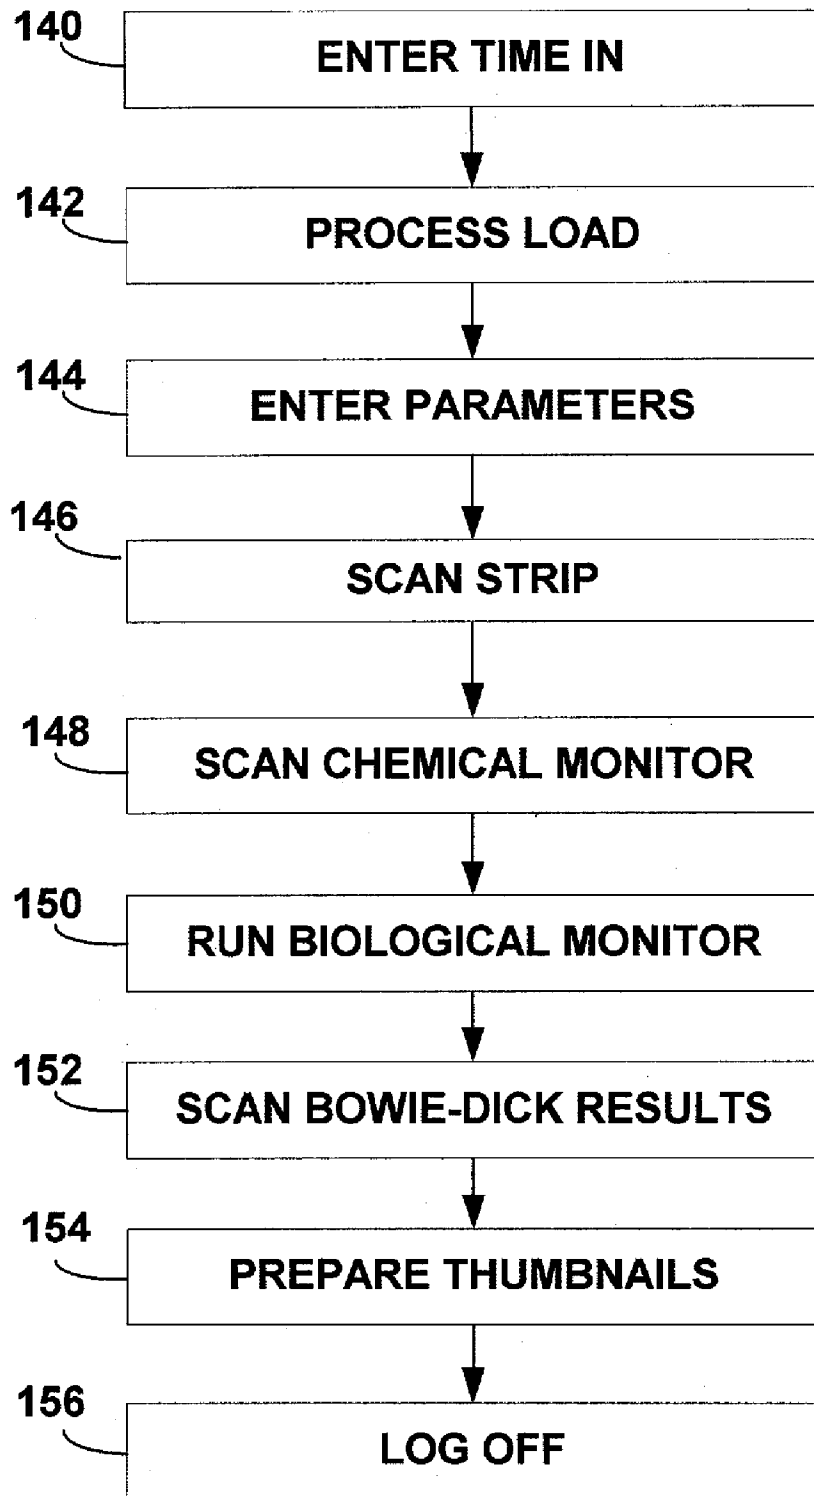 140
ENTER TIME IN
142
PROCESS LOAD
144
ENTER PARAMETERS
146
SCAN STRIP
148
SCAN CHEMICAL MONITOR
150
RUN BIOLOGICAL MONITOR
152
SCAN BOWIE-DICK RESULTS
154
PREPARE THUMBNAILS
156
LOG OFF